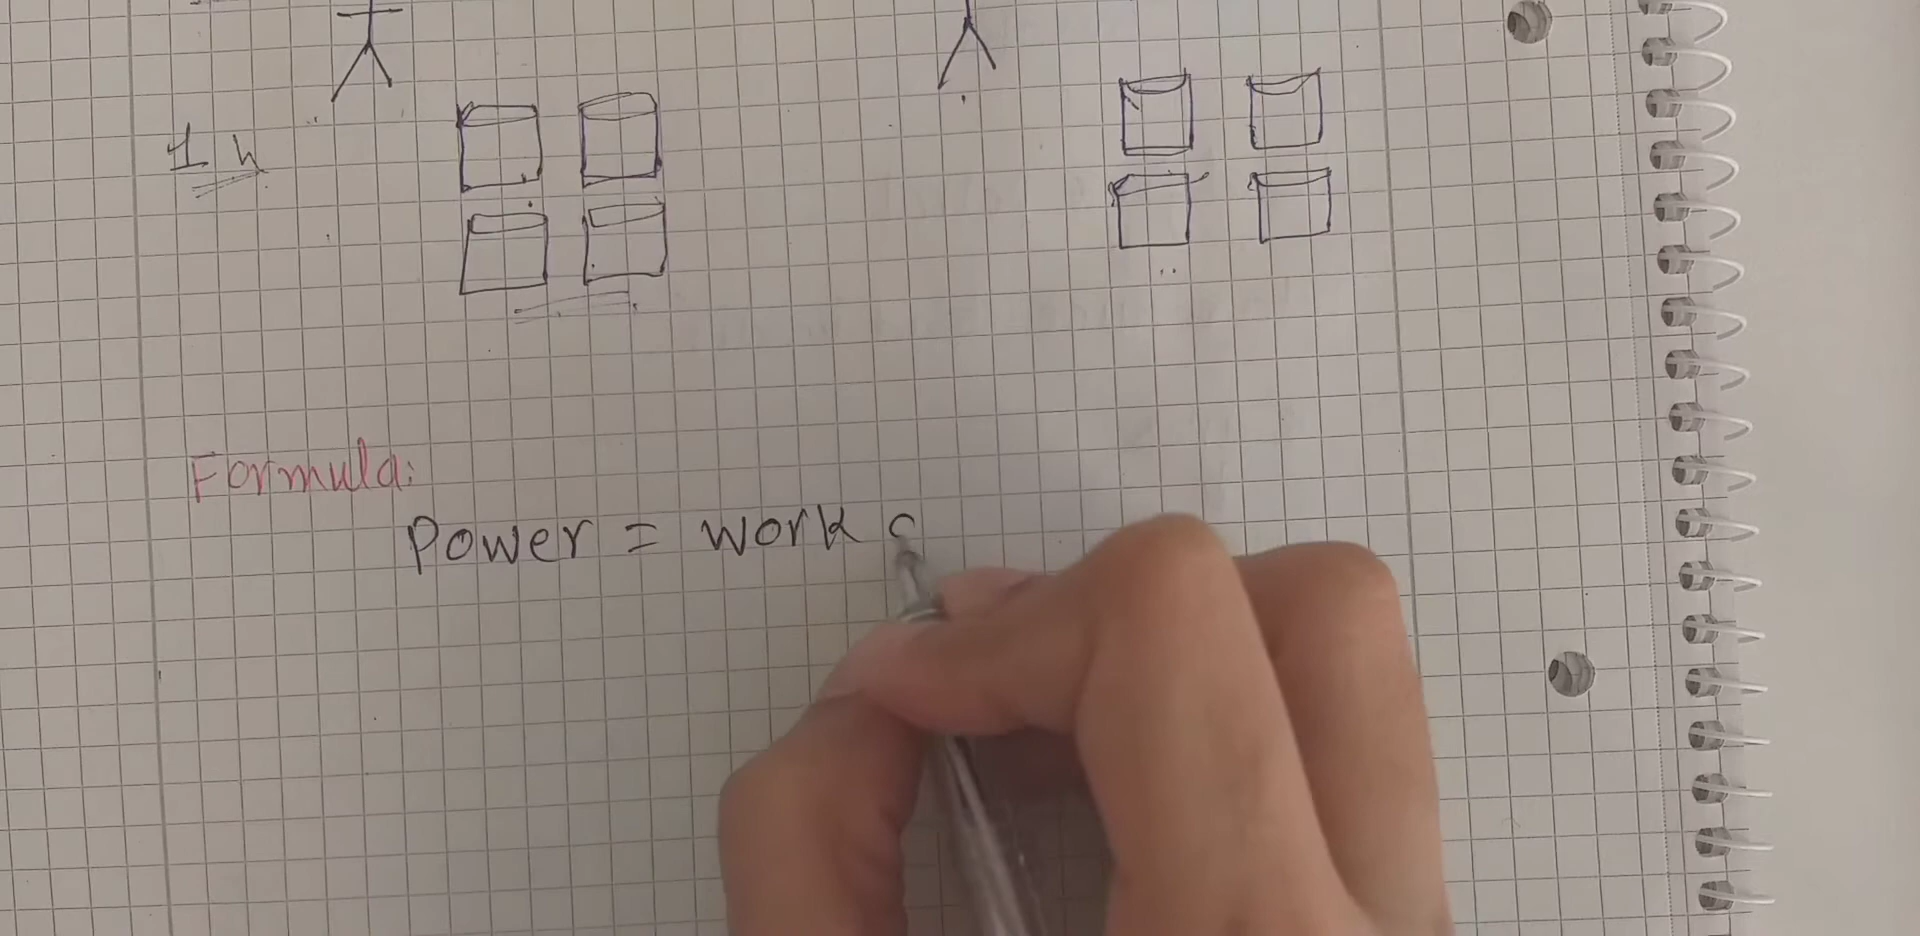 1 h
Formula:
Power = work